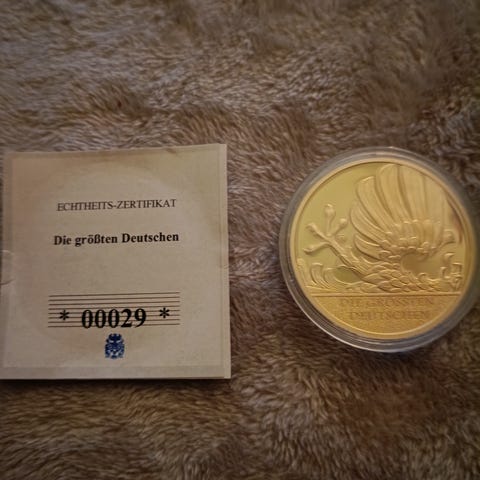 ECHTHEITS-ZERTIFIKAT
Die größten Deutschen
* 00029 *
DIE GRÖSSTEN
DEUTSCHEN